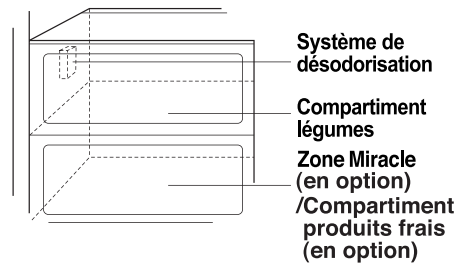 Système de
désodorisation
Compartiment
légumes
Zone Miracle
(en option)
/Compartiment
produits frais
(en option)